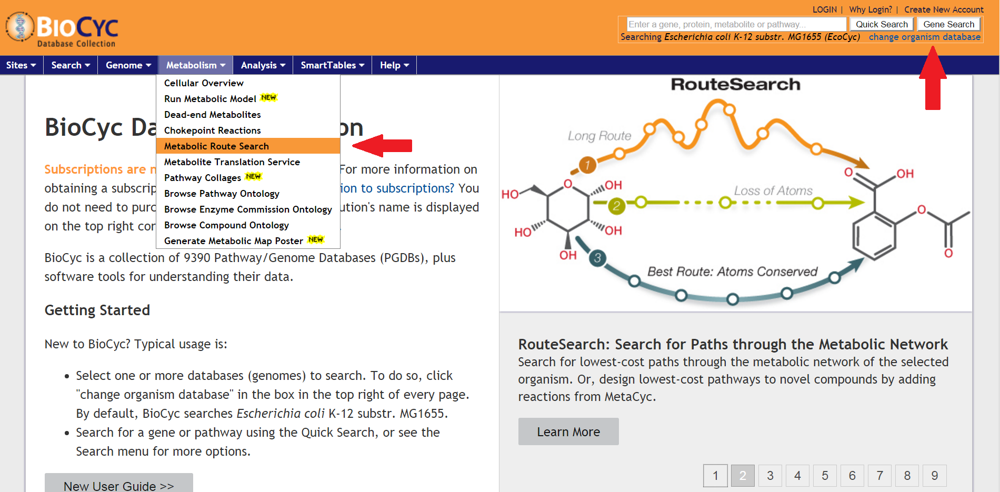 LOGIN | Why Login? | Create New Account
BIOCYC
Database Collection
Enter a gene, protein, metabolite or pathway...
Quick Search
Gene Search
Searching Escherichia coli K-12 substr. MG1655 (EcoCyc) change organism database
Sites Search Genome Metabolism Analysis SmartTables Help
Cellular Overview
Run Metabolic Model NEW
Dead-end Metabolites
Chokepoint Reactions
Metabolic Route Search
Metabolite Translation Service
Pathway Collages NEW
Browse Pathway Ontology
Browse Enzyme Commission Ontology
Browse Compound Ontology
Generate Metabolic Map Poster NEW
BioCyc Da on
Subscriptions are n For more information on
obtaining a subscrip ion to subscriptions? You
do not need to purc ution's name is displayed
on the top right cor .
BioCyc is a collection of 9390 Pathway/Genome Databases (PGDBs), plus
software tools for understanding their data.
Getting Started
New to BioCyc? Typical usage is:
• Select one or more databases (genomes) to search. To do so, click
"change organism database" in the box in the top right of every page.
By default, BioCyc searches Escherichia coli K-12 substr. MG1655.
• Search for a gene or pathway using the Quick Search, or see the
Search menu for more options.
New User Guide >>
RouteSearch
Long Route
1
HO
O
OH
OH
HO
OH
OH
2
Loss of Atoms
3
Best Route: Atoms Conserved
O
OH
O
O
RouteSearch: Search for Paths through the Metabolic Network
Search for lowest-cost paths through the metabolic network of the selected
organism. Or, design lowest-cost pathways to novel compounds by adding
reactions from MetaCyc.
Learn More
1 2 3 4 5 6 7 8 9